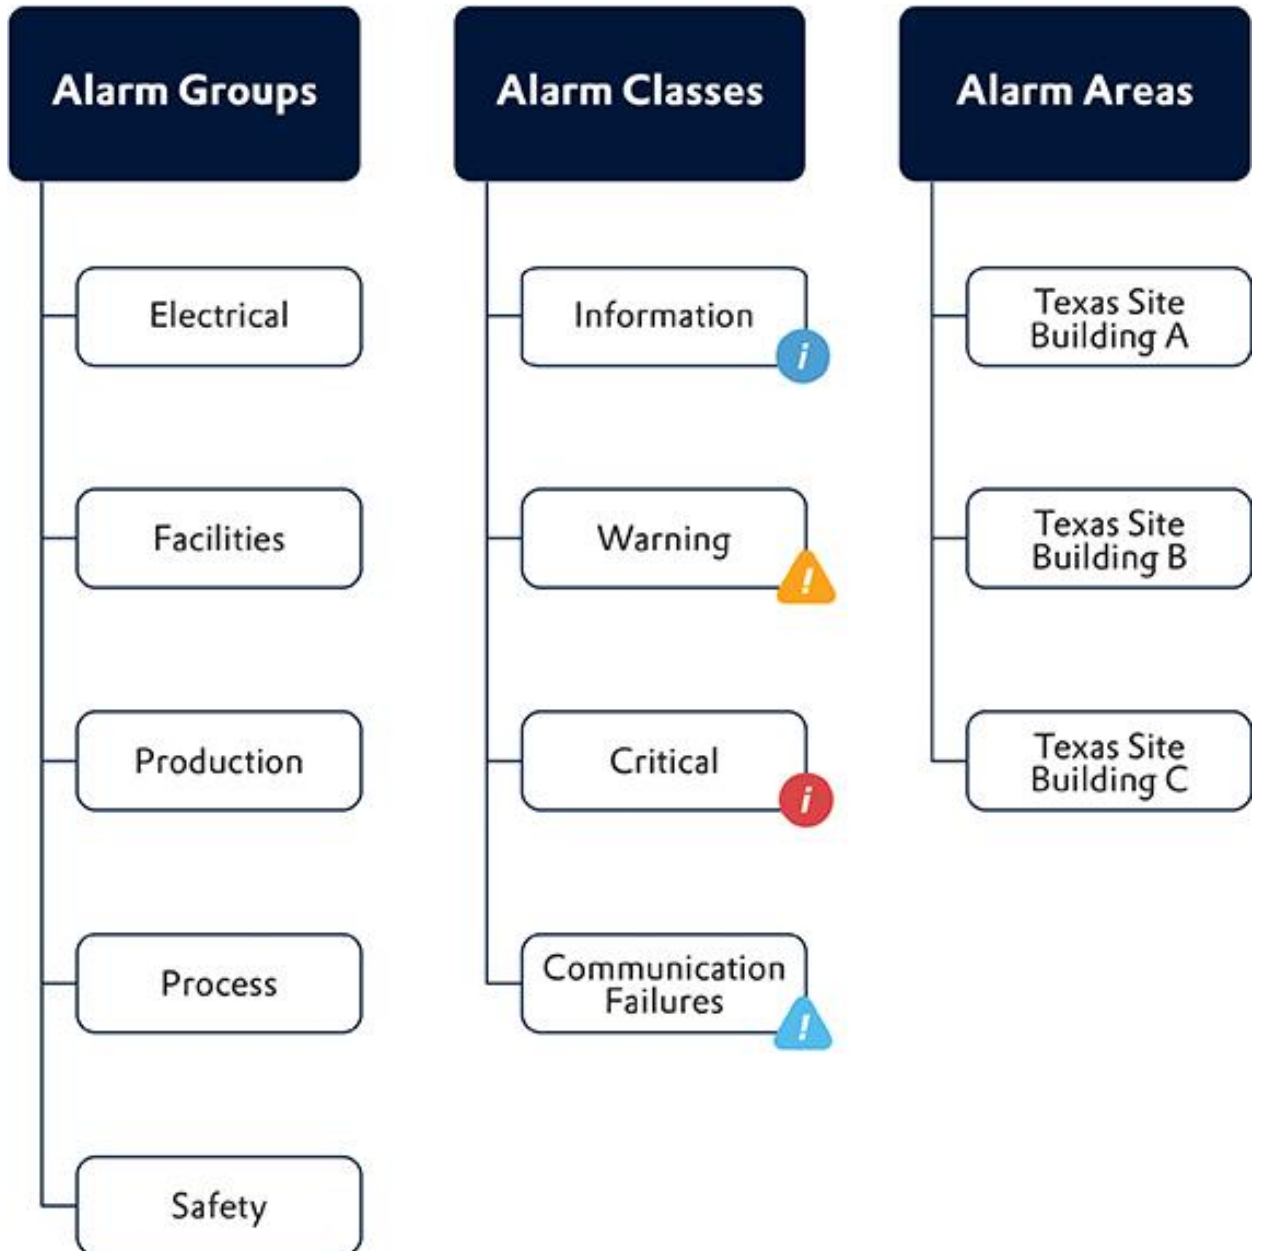 Alarm Groups
Electrical
Facilities
Production
Process
Safety
Alarm Classes
Information
i
Warning
!
Critical
i
Communication
Failures
!
Alarm Areas
Texas Site
Building A
Texas Site
Building B
Texas Site
Building C